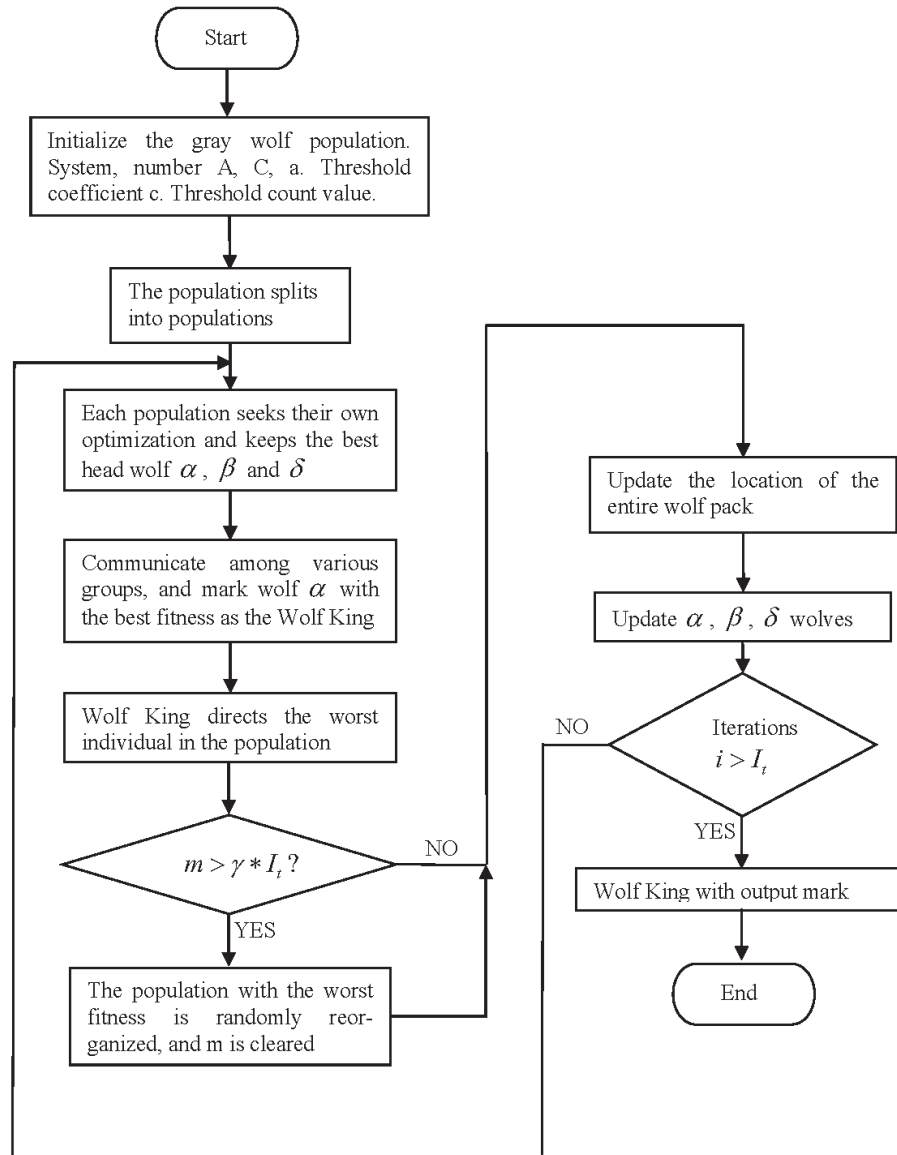 Start
Initialize the gray wolf population.
System, number A, C, a. Threshold
coefficient c. Threshold count value.
The population splits
into populations
Each population seeks their own
optimization and keeps the best
head wolf α, β and δ
Communicate among various
groups, and mark wolf α with
the best fitness as the Wolf King
Wolf King directs the worst
individual in the population
m > γ * I_t ?
NO
YES
The population with the worst
fitness is randomly reor-
ganized, and m is cleared
Update the location of the
entire wolf pack
Update α, β, δ wolves
Iterations
i > I_t
NO
YES
Wolf King with output mark
End